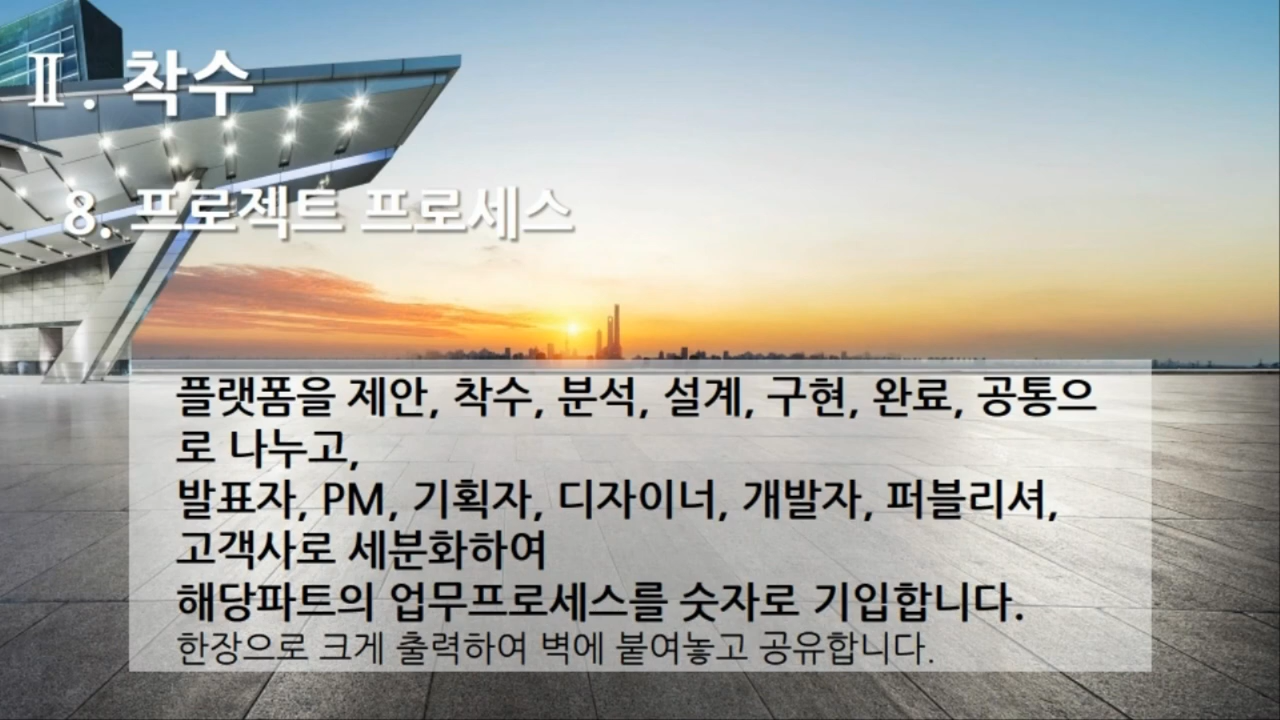 Ⅱ. 착수
8. 프로젝트 프로세스
플랫폼을 제안, 착수, 분석, 설계, 구현, 완료, 공통으
로 나누고,
발표자, PM, 기획자, 디자이너, 개발자, 퍼블리셔,
고객사로 세분화하여
해당파트의 업무프로세스를 숫자로 기입합니다.
한장으로 크게 출력하여 벽에 붙여놓고 공유합니다.